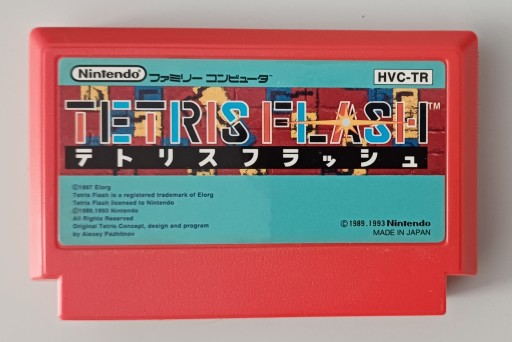 Nintendo ファミリーコンピュータ™ HVC-TR
TETRIS FLASH™
テトリスフラッシュ
©1987 Elorg
Tetris Flash is a registered trademark of Elorg
Tetris Flash licensed to Nintendo
©1989,1993 Nintendo
All Rights Reserved
Original Tetris Concept, design and program
by Alexey Pazhitnov
©1989,1993 Nintendo
MADE IN JAPAN